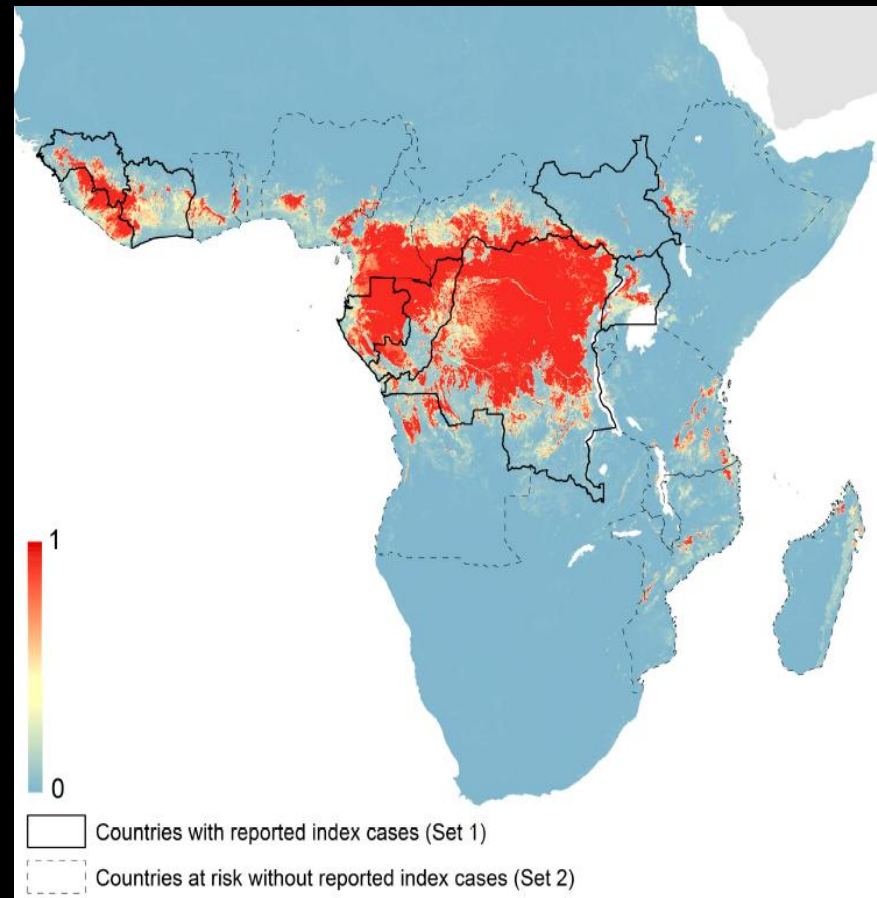 1
0
Countries with reported index cases (Set 1)
Countries at risk without reported index cases (Set 2)